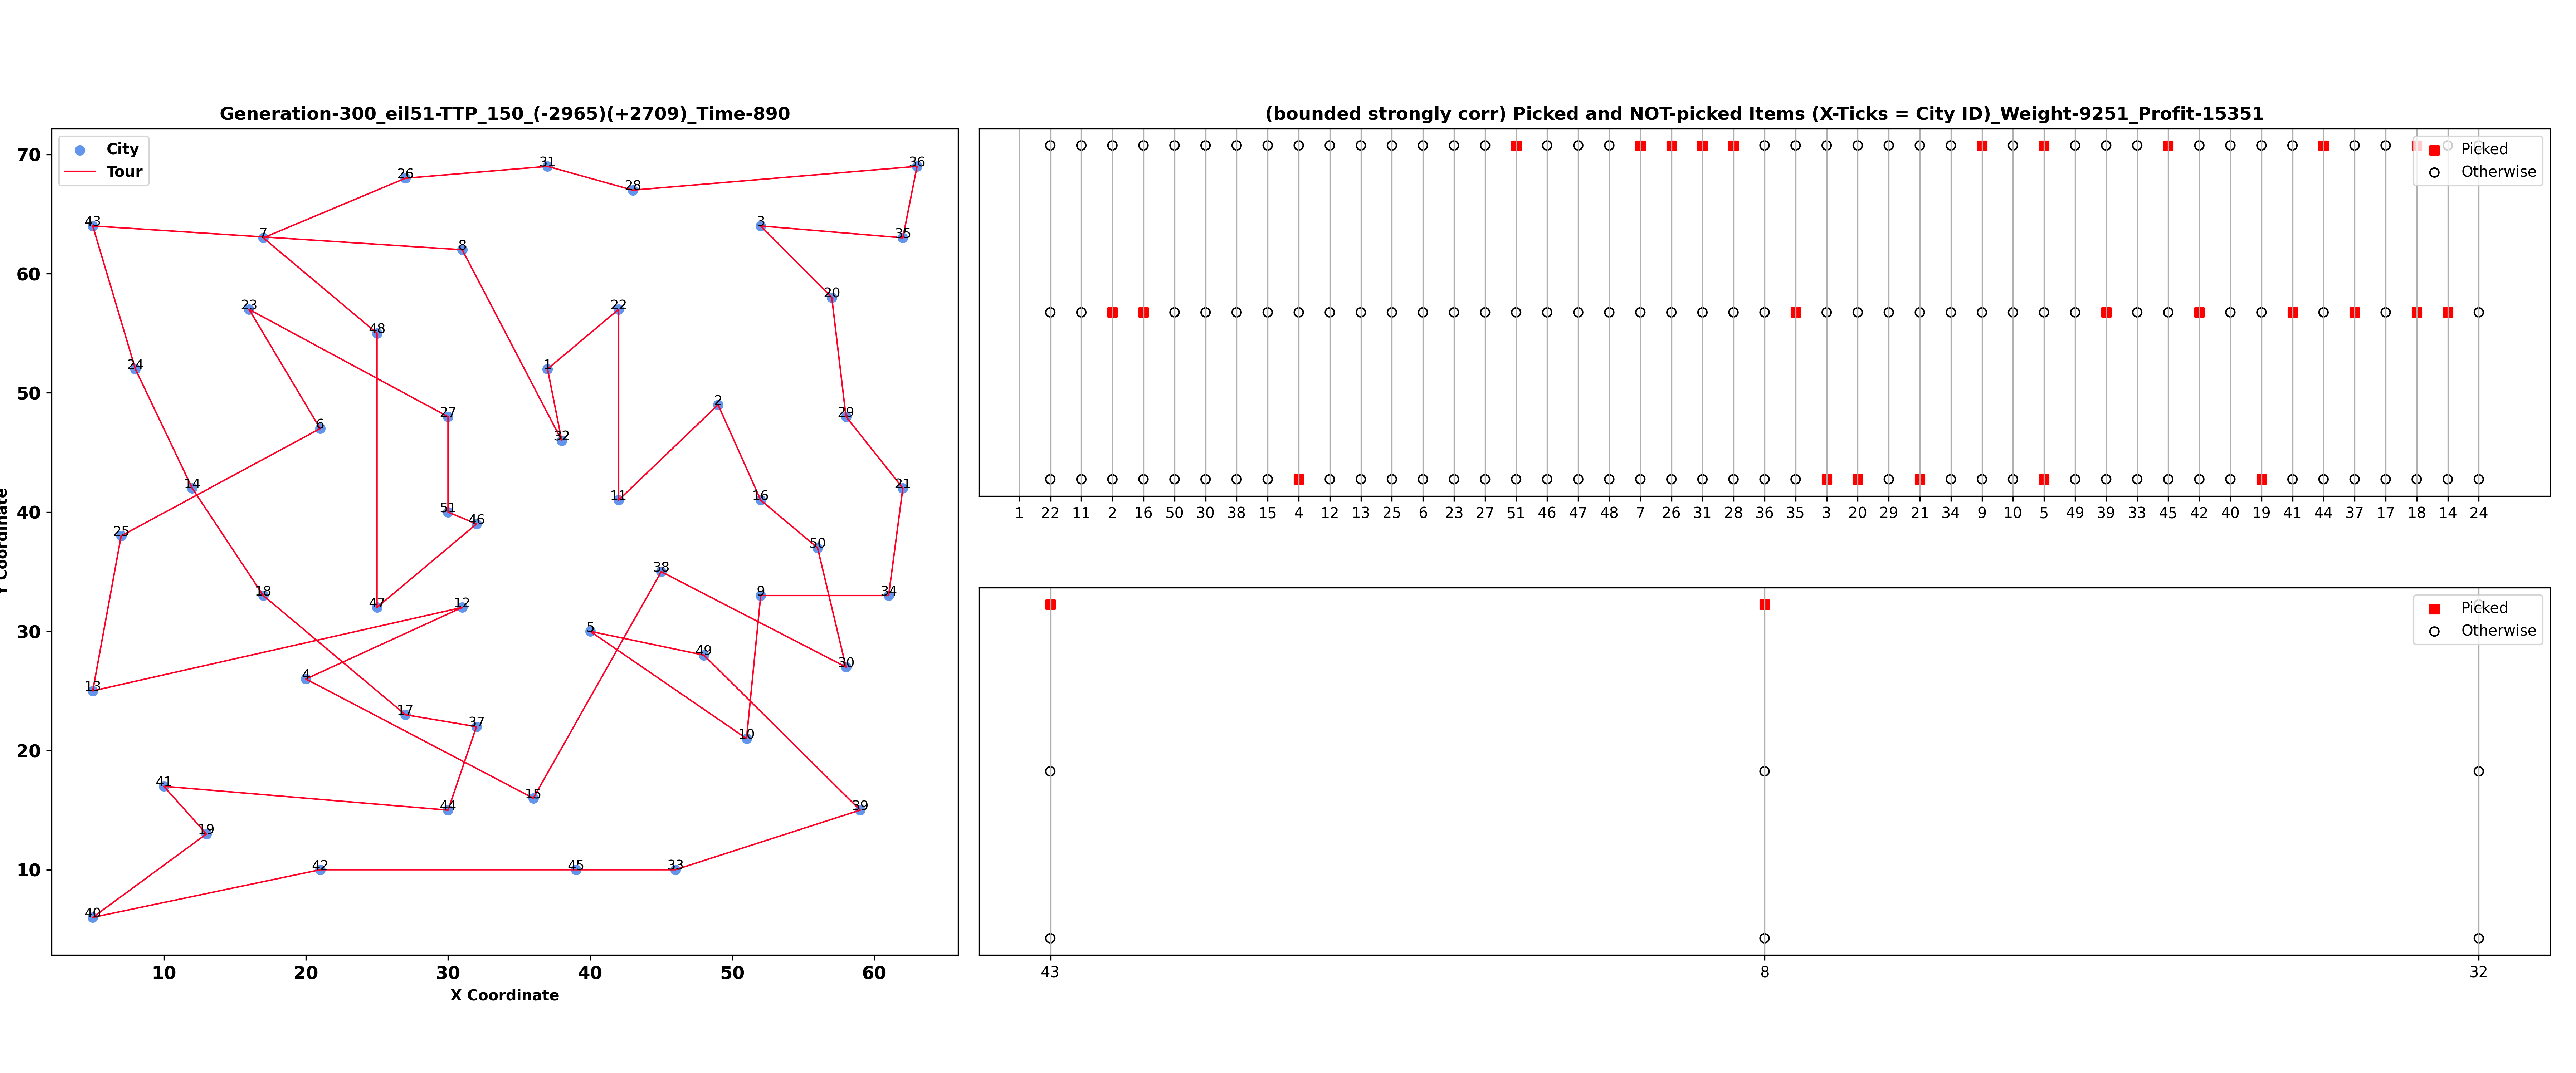 Generation-300_eil51-TTP_150_(-2965)(+2709)_Time-890
City
Tour
70
60
50
40
30
20
10
10 20 30 40 50 60
X Coordinate
Y Coordinate
26 31 36
28
43 7 8 3 35
20
23 48 22
24 1
27 2 29
6 32
14 11 16 21
25 51 46
50
38
18 47 12 9 34
5
49
13 4 30
17 37
10
41
44 15 39
19
42 45 33
40
(bounded strongly corr) Picked and NOT-picked Items (X-Ticks = City ID)_Weight-9251_Profit-15351
Picked
Otherwise
1 22 11 2 16 50 30 38 15 4 12 13 25 6 23 27 51 46 47 48 7 26 31 28 36 35 3 20 29 21 34 9 10 5 49 39 33 45 42 40 19 41 44 37 17 18 14 24
Picked
Otherwise
43 8 32